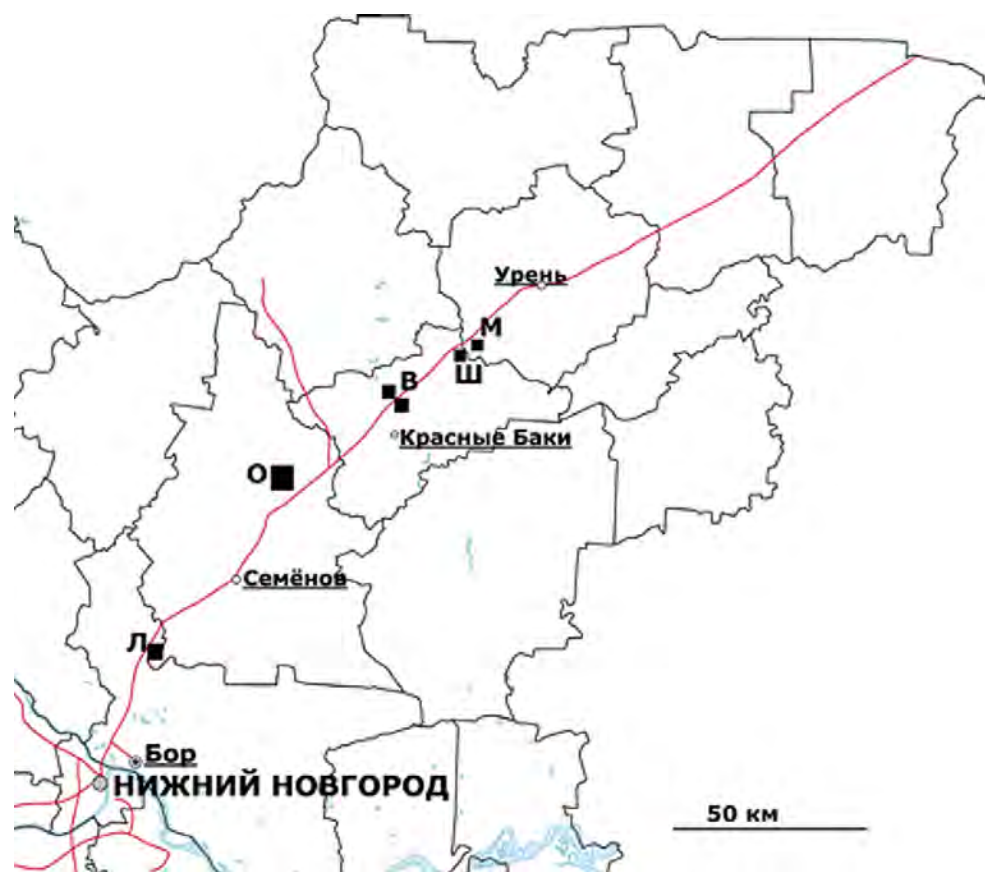 Урень
М
Ш
В
Красные Баки
О
Семёнов
Л
Бор
НИЖНИЙ НОВГОРОД
50 км